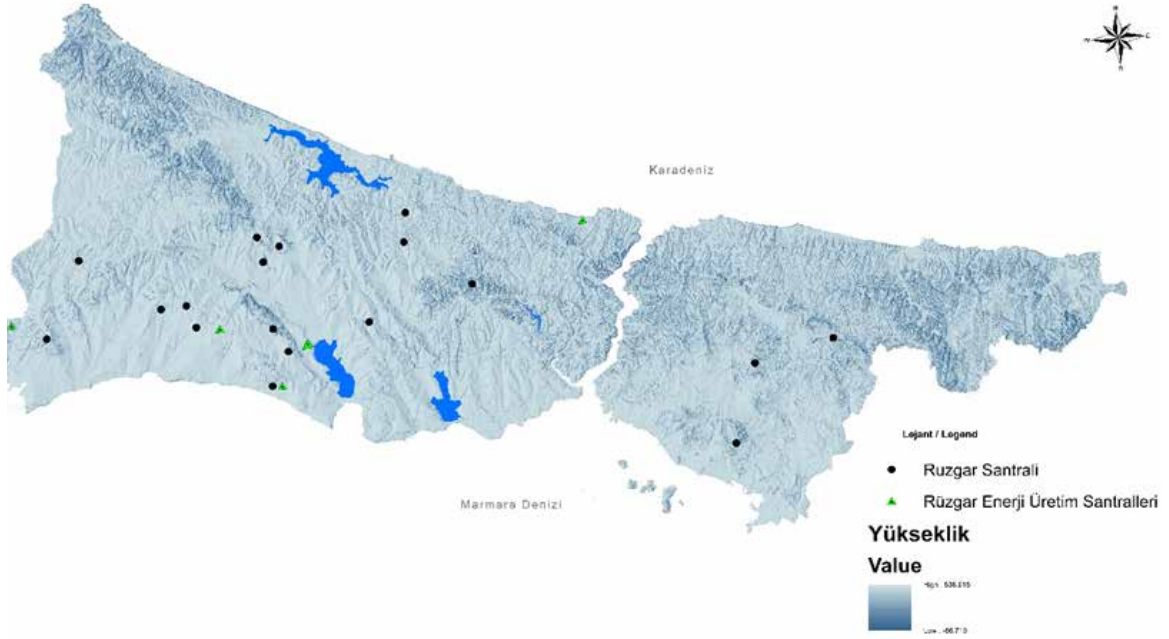 N
E
Karadeniz
Lejant / Legend
Ruzgar Santrali
Marmara Denizi
Rüzgar Enerji Üretim Santralleri
Yükseklik
Value